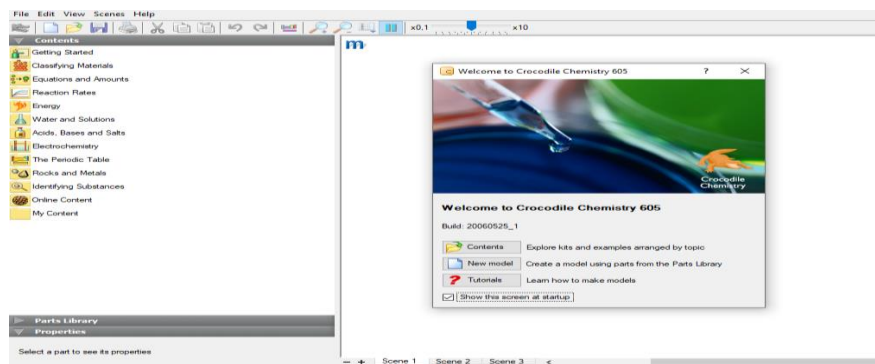 File Edit View Scenes Help
x0.1 x10
Contents
Getting Started
Classifying Materials
Equations and Amounts
Reaction Rates
Energy
Water and Solutions
Acids, Bases and Salts
Electrochemistry
The Periodic Table
Rocks and Metals
Identifying Substances
Online Content
My Content
Parts Library
Properties
Select a part to see its properties
m
Welcome to Crocodile Chemistry 605 ?
Crocodile
Chemistry
Welcome to Crocodile Chemistry 605
Build: 20060525_1
Contents Explore kits and examples arranged by topic
New model Create a model using parts from the Parts Library
Tutorials Learn how to make models
Show this screen at startup
Scene 1 Scene 2 Scene 3